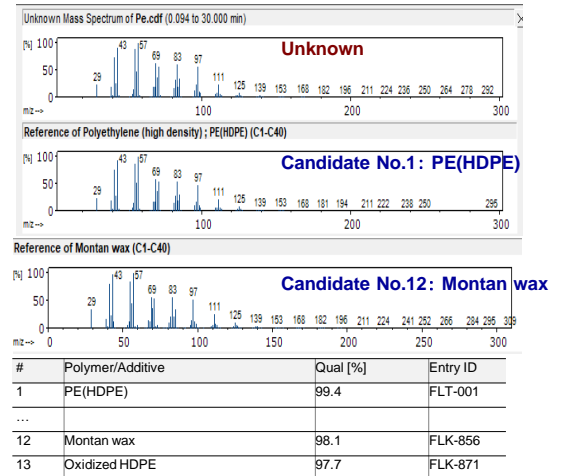 Unknown Mass Spectrum of Pe.cdf (0.094 to 30.000 min)
Unknown
[%] 100
50
0
29 43 57 69 83 97 111 125 139 153 168 182 196 211 224 236 250 264 278 292
m/z--> 100 200 300
Reference of Polyethylene (high density) ; PE(HDPE) (C1-C40)
Candidate No.1: PE(HDPE)
[%] 100
50
0
29 43 57 69 83 97 111 125 139 153 168 181 194 211 222 238 250 295
m/z--> 100 200 300
Reference of Montan wax (C1-C40)
Candidate No.12: Montan wax
[%] 100
50
0
29 43 57 69 83 97 111 125 139 153 168 182 196 211 224 241 252 266 284 295 309
m/z--> 0 50 100 150 200 250 300
# Polymer/Additive Qual [%] Entry ID
1 PE(HDPE) 99.4 FLT-001
…
12 Montan wax 98.1 FLK-856
13 Oxidized HDPE 97.7 FLK-871